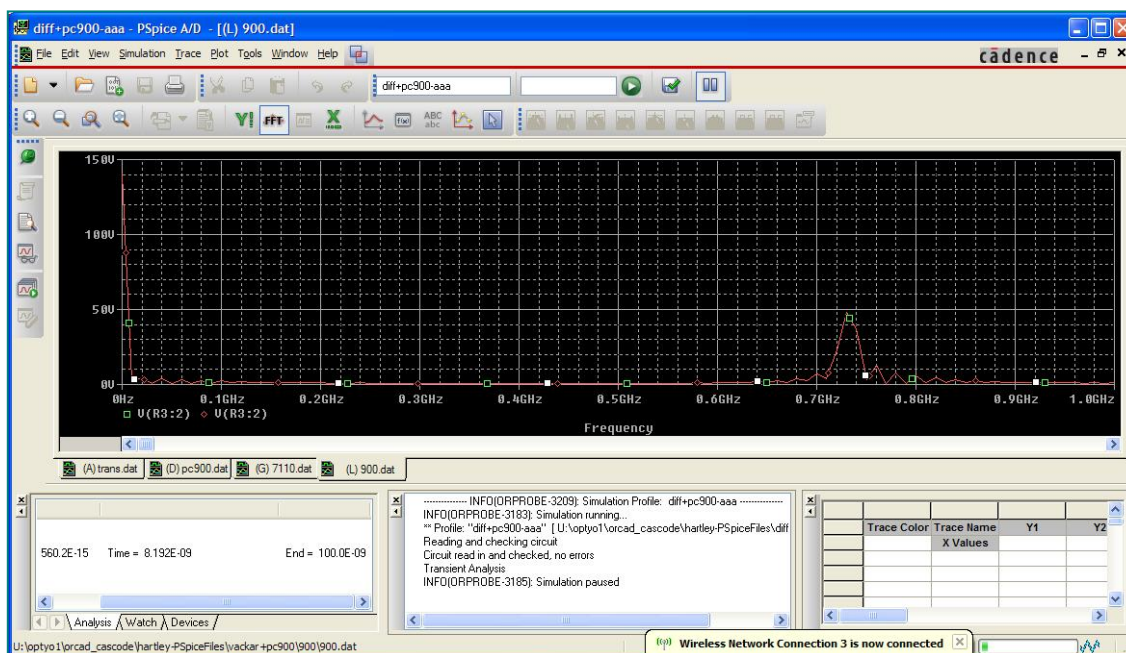 diff+pc900-aaa - PSpice A/D - [(L) 900.dat]
File Edit View Simulation Trace Plot Tools Window Help
cādence
diff+pc900-aaa
FFT
f(x)
ABC
abc
150V
100V
50V
0V
0Hz 0.1GHz 0.2GHz 0.3GHz 0.4GHz 0.5GHz 0.6GHz 0.7GHz 0.8GHz 0.9GHz 1.0GHz
V(R3:2) V(R3:2)
Frequency
(A) trans.dat (D) pc900.dat (G) 7110.dat (L) 900.dat
560.2E-15 Time = 8.192E-09 End = 100.0E-09
Analysis Watch Devices
--------------- INFO(ORPROBE-3209): Simulation Profile: diff+pc900-aaa ---------------
INFO(ORPROBE-3183): Simulation running...
** Profile: "diff+pc900-aaa" [ U:\optyo1\orcad_cascode\hartley-PSpiceFiles\diff
Reading and checking circuit
Circuit read in and checked, no errors
Transient Analysis
INFO(ORPROBE-3185): Simulation paused
Trace Color Trace Name Y1 Y2
X Values
U:\optyo1\orcad_cascode\hartley-PSpiceFiles\vackar+pc900\900\900.dat
Wireless Network Connection 3 is now connected